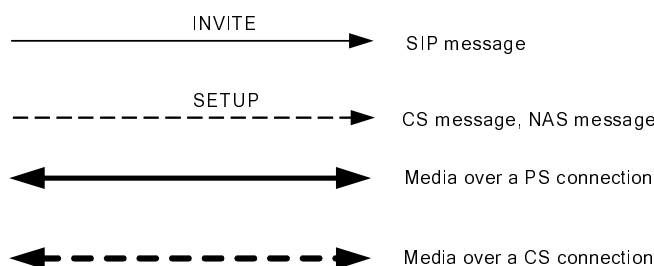 INVITE
SIP message
SETUP
CS message, NAS message
Media over a PS connection
Media over a CS connection